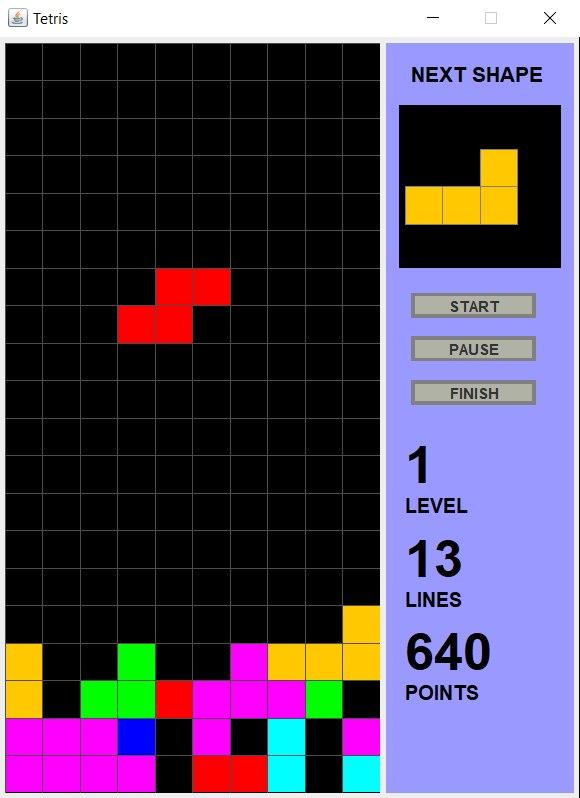 Tetris
NEXT SHAPE
START
PAUSE
FINISH
1
LEVEL
13
LINES
640
POINTS